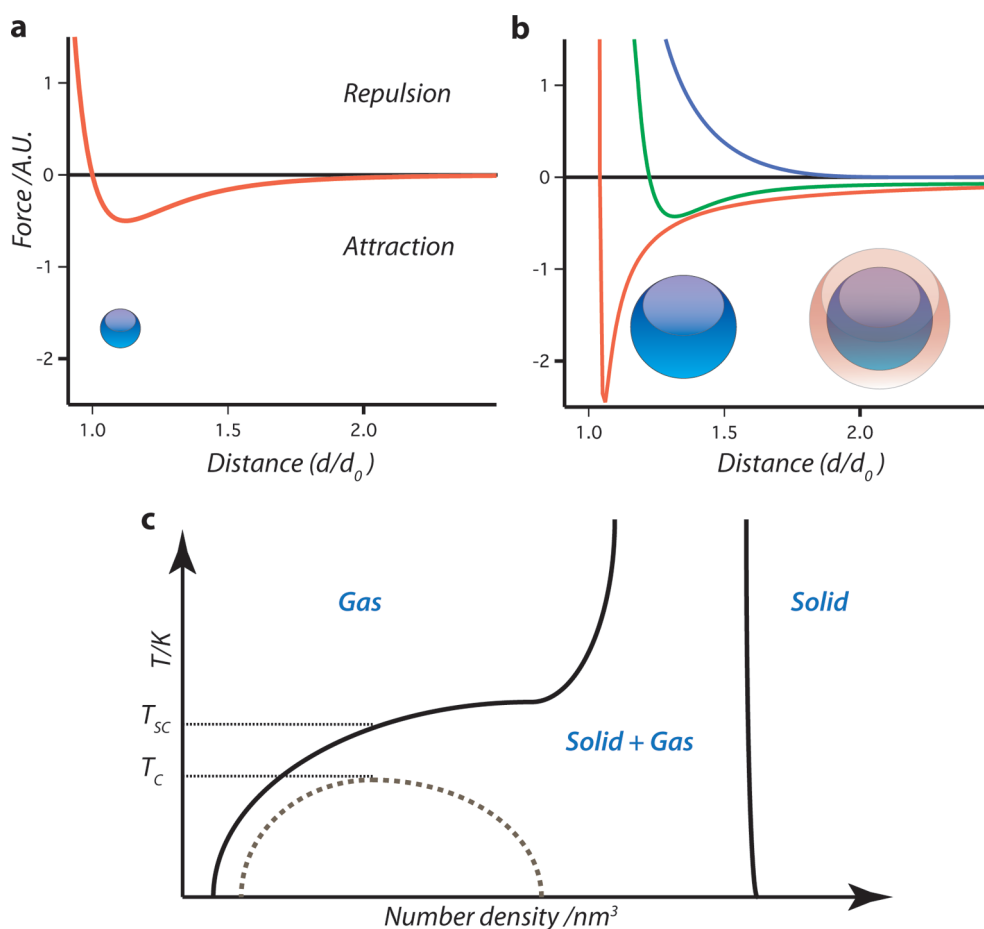 a
Force /A.U.
1
0
-1
-2
Repulsion
Attraction
1.0 1.5 2.0
Distance (d/d0)
b
1
0
-1
-2
1.0 1.5 2.0
Distance (d/d0)
c
T/K
Gas
Solid
TSC
Solid + Gas
TC
Number density /nm³